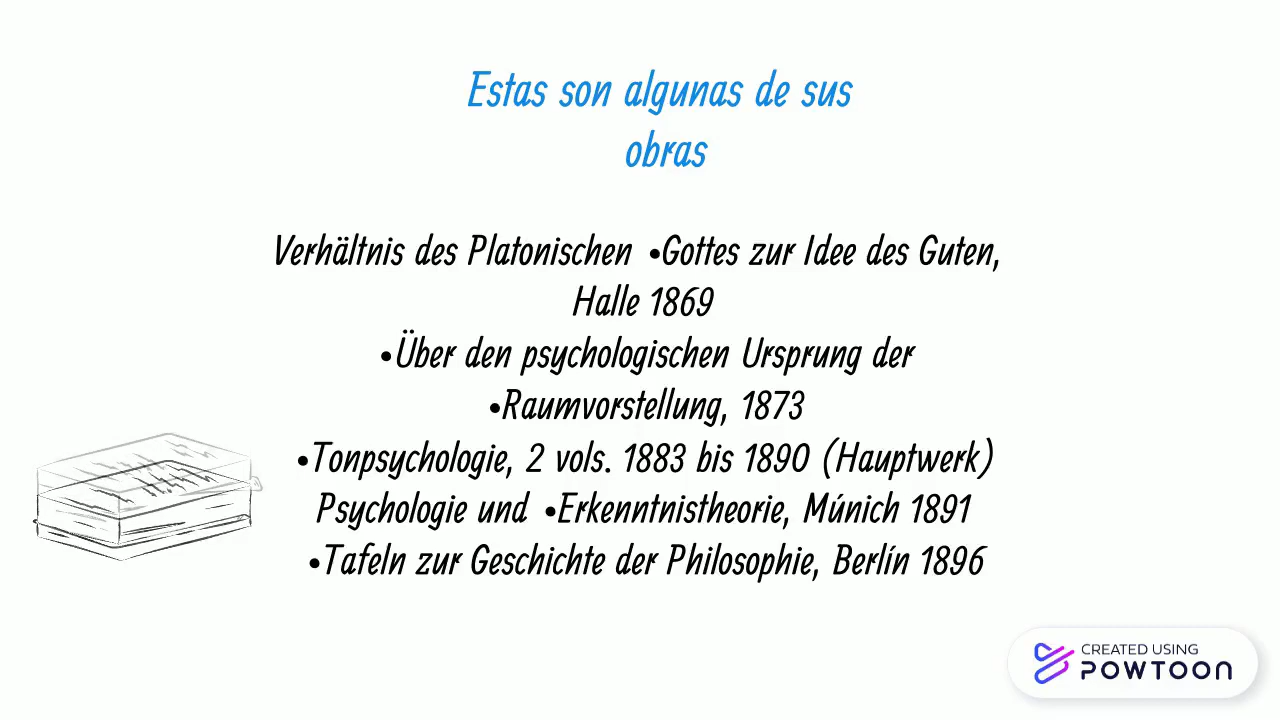 Estas son algunas de sus
obras
Verhältnis des Platonischen •Gottes zur Idee des Guten,
Halle 1869
•Über den psychologischen Ursprung der
•Raumvorstellung, 1873
•Tonpsychologie, 2 vols. 1883 bis 1890 (Hauptwerk)
Psychologie und •Erkenntnistheorie, Múnich 1891
•Tafeln zur Geschichte der Philosophie, Berlín 1896
CREATED USING
POWTOON